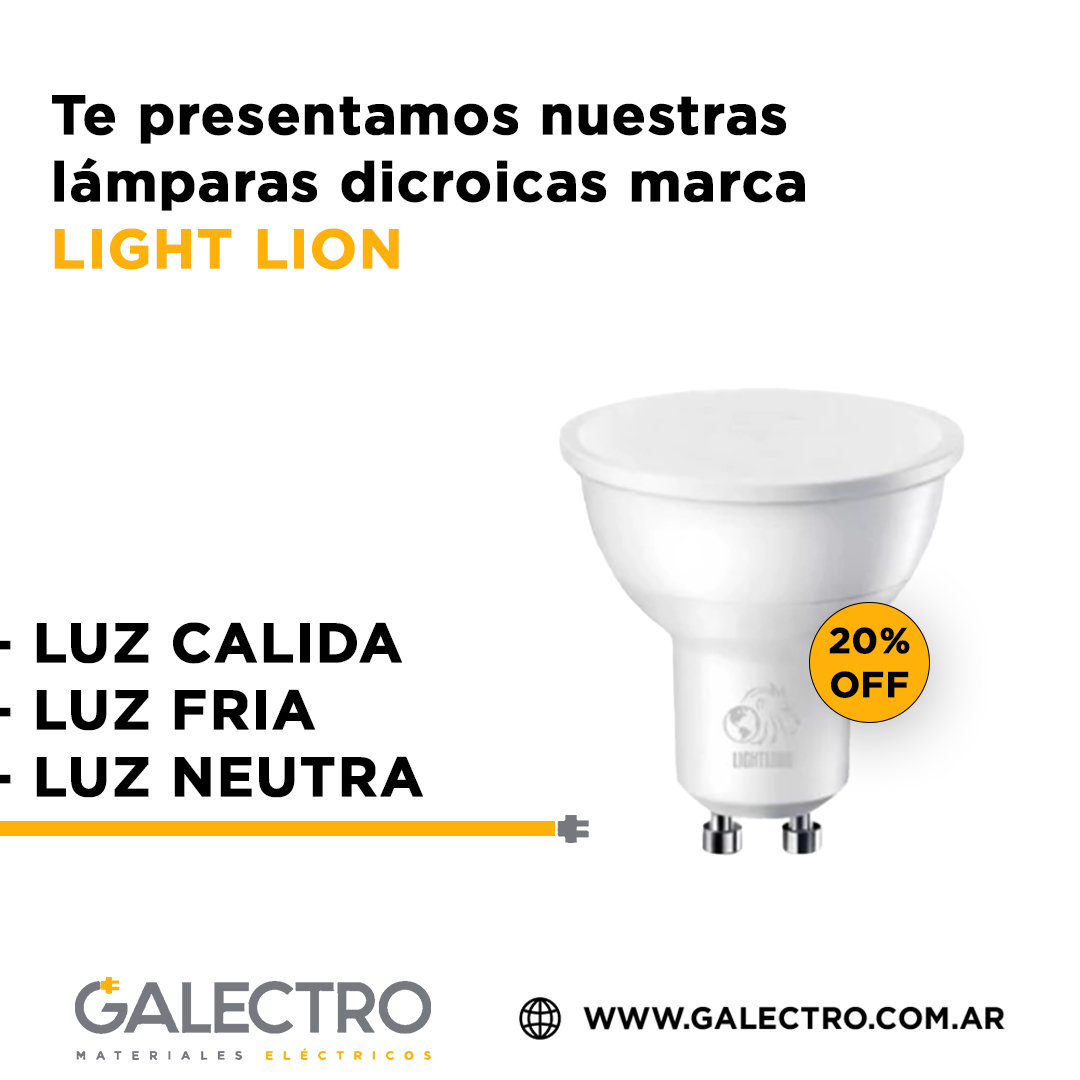 Te presentamos nuestras
lámparas dicroicas marca
LIGHT LION
- LUZ CALIDA
- LUZ FRIA
- LUZ NEUTRA
20%
OFF
LIGHTLION
GALECTRO
MATERIALES ELÉCTRICOS
WWW.GALECTRO.COM.AR